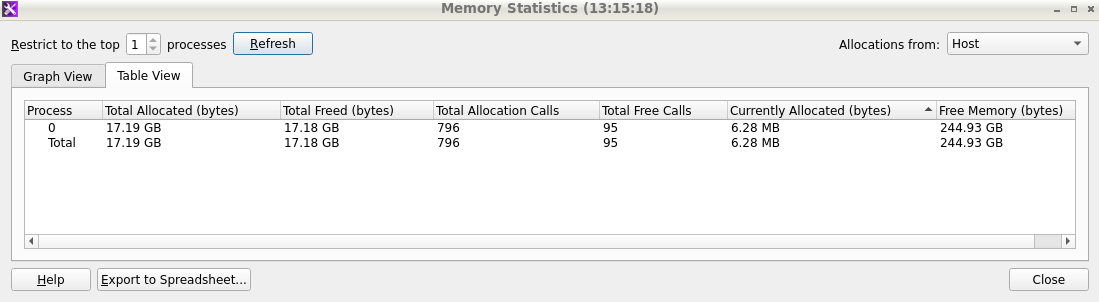 Memory Statistics (13:15:18)
Restrict to the top 1 processes Refresh Allocations from: Host
Graph View Table View
Process Total Allocated (bytes) Total Freed (bytes) Total Allocation Calls Total Free Calls Currently Allocated (bytes) Free Memory (bytes)
0 17.19 GB 17.18 GB 796 95 6.28 MB 244.93 GB
Total 17.19 GB 17.18 GB 796 95 6.28 MB 244.93 GB
Help Export to Spreadsheet... Close